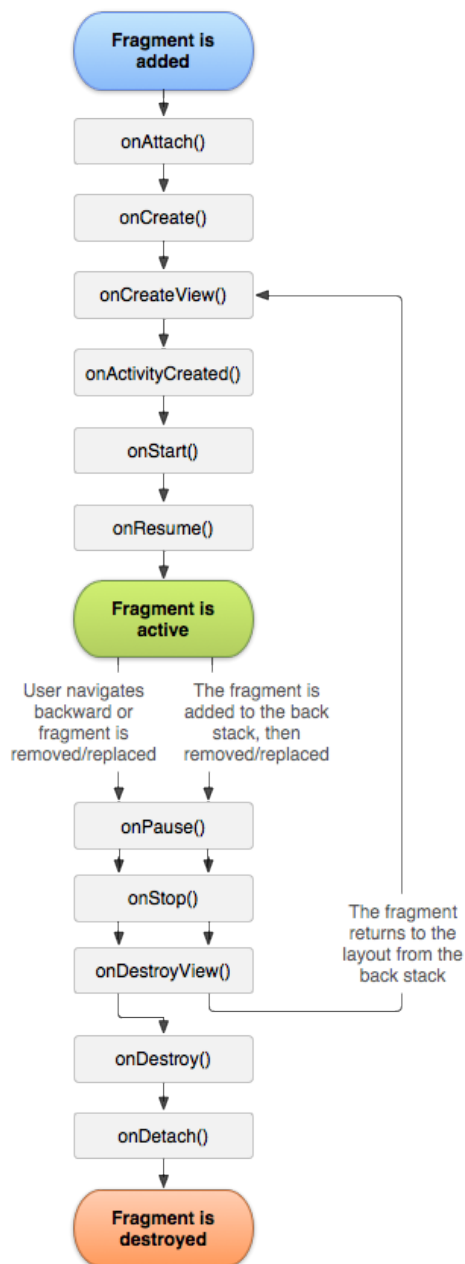 Fragment is
added
onAttach()
onCreate()
onCreateView()
onActivityCreated()
onStart()
onResume()
Fragment is
active
User navigates
backward or
fragment is
removed/replaced
The fragment is
added to the back
stack, then
removed/replaced
onPause()
onStop()
onDestroyView()
The fragment
returns to the
layout from the
back stack
onDestroy()
onDetach()
Fragment is
destroyed